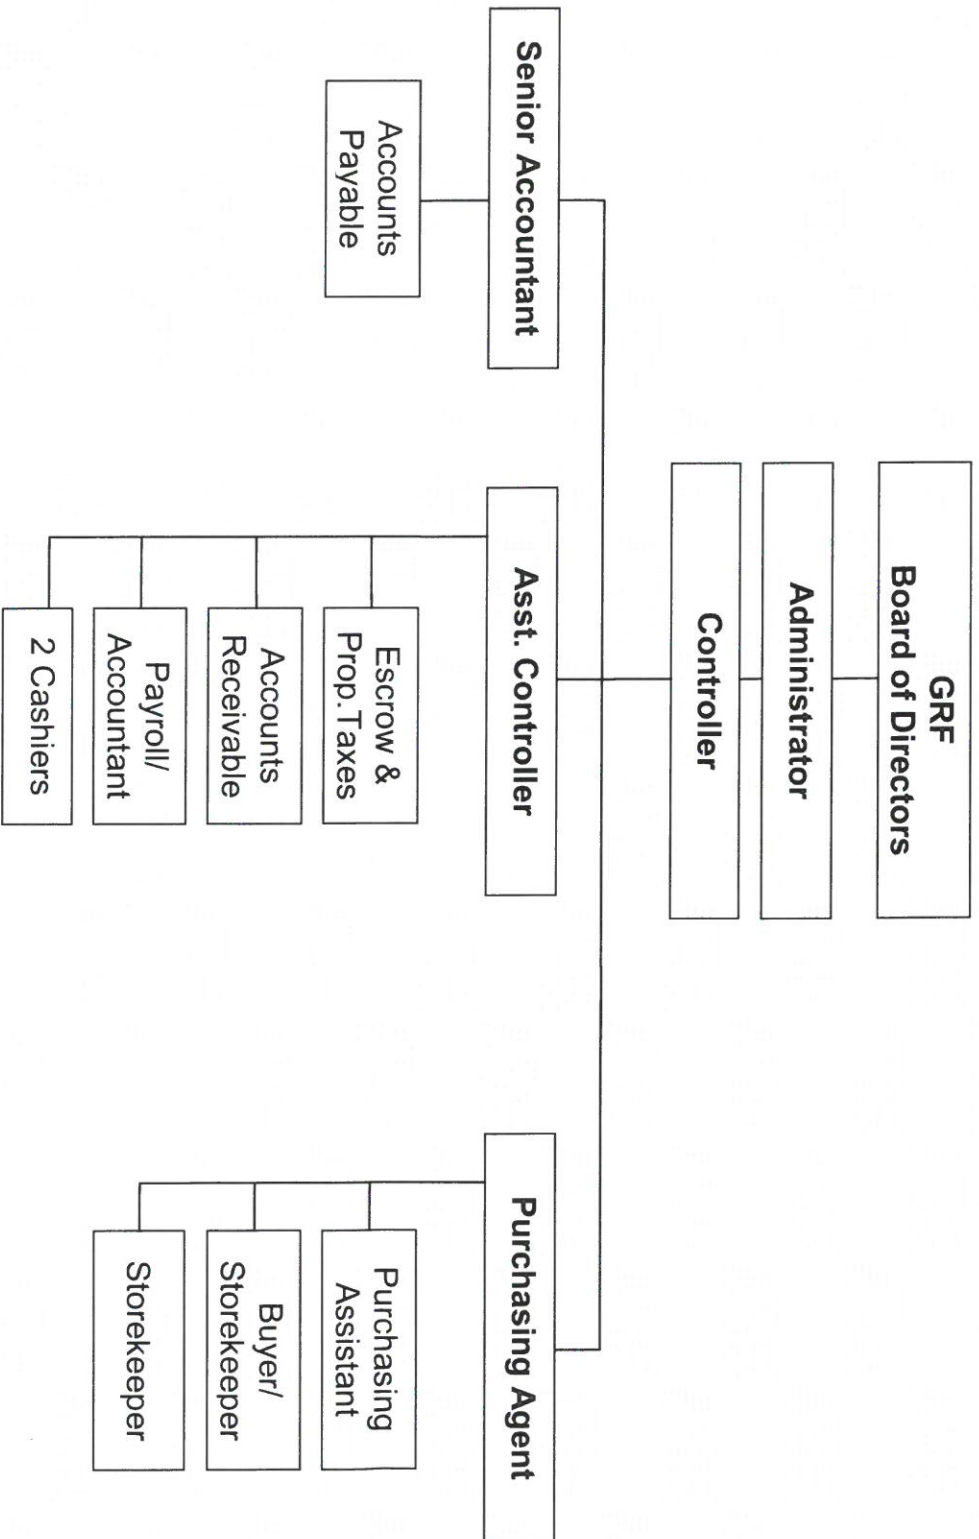 GRF
Board of Directors
Administrator
Controller
Senior Accountant
Accounts
Payable
Asst. Controller
Escrow &
Prop.Taxes
Accounts
Receivable
Payroll/
Accountant
2 Cashiers
Purchasing Agent
Purchasing
Assistant
Buyer/
Storekeeper
Storekeeper